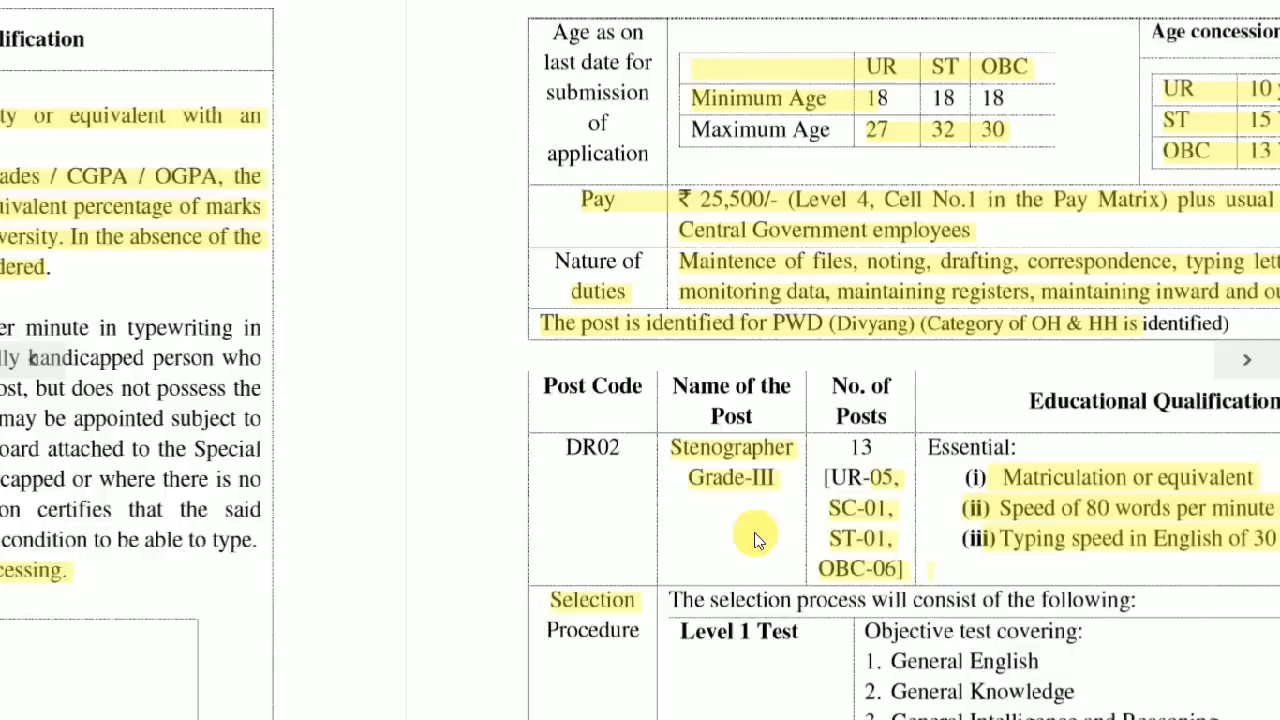 lification
ty or equivalent with an
ades / CGPA / OGPA, the
uivalent percentage of marks
versity. In the absence of the
dered.
er minute in typewriting in
lly handicapped person who
ost, but does not possess the
may be appointed subject to
oard attached to the Special
capped or where there is no
on certifies that the said
condition to be able to type.
cessing.
Age as on
last date for
submission
of
application
UR ST OBC
Minimum Age 18 18 18
Maximum Age 27 32 30
Age concession
UR 10
ST 15
OBC 13
Pay ₹ 25,500/- (Level 4, Cell No.1 in the Pay Matrix) plus usual
Central Government employees
Nature of duties
Maintence of files, noting, drafting, correspondence, typing lett
monitoring data, maintaining registers, maintaining inward and ou
The post is identified for PWD (Divyang) (Category of OH & HH is identified)
Post Code Name of the Post No. of Posts Educational Qualification
DR02 Stenographer Grade-III
13
[UR-05,
SC-01,
ST-01,
OBC-06]
Essential:
(i) Matriculation or equivalent
(ii) Speed of 80 words per minute
(iii) Typing speed in English of 30
Selection Procedure
The selection process will consist of the following:
Level 1 Test
Objective test covering:
1. General English
2. General Knowledge
3. General Intelligence and Reasoning